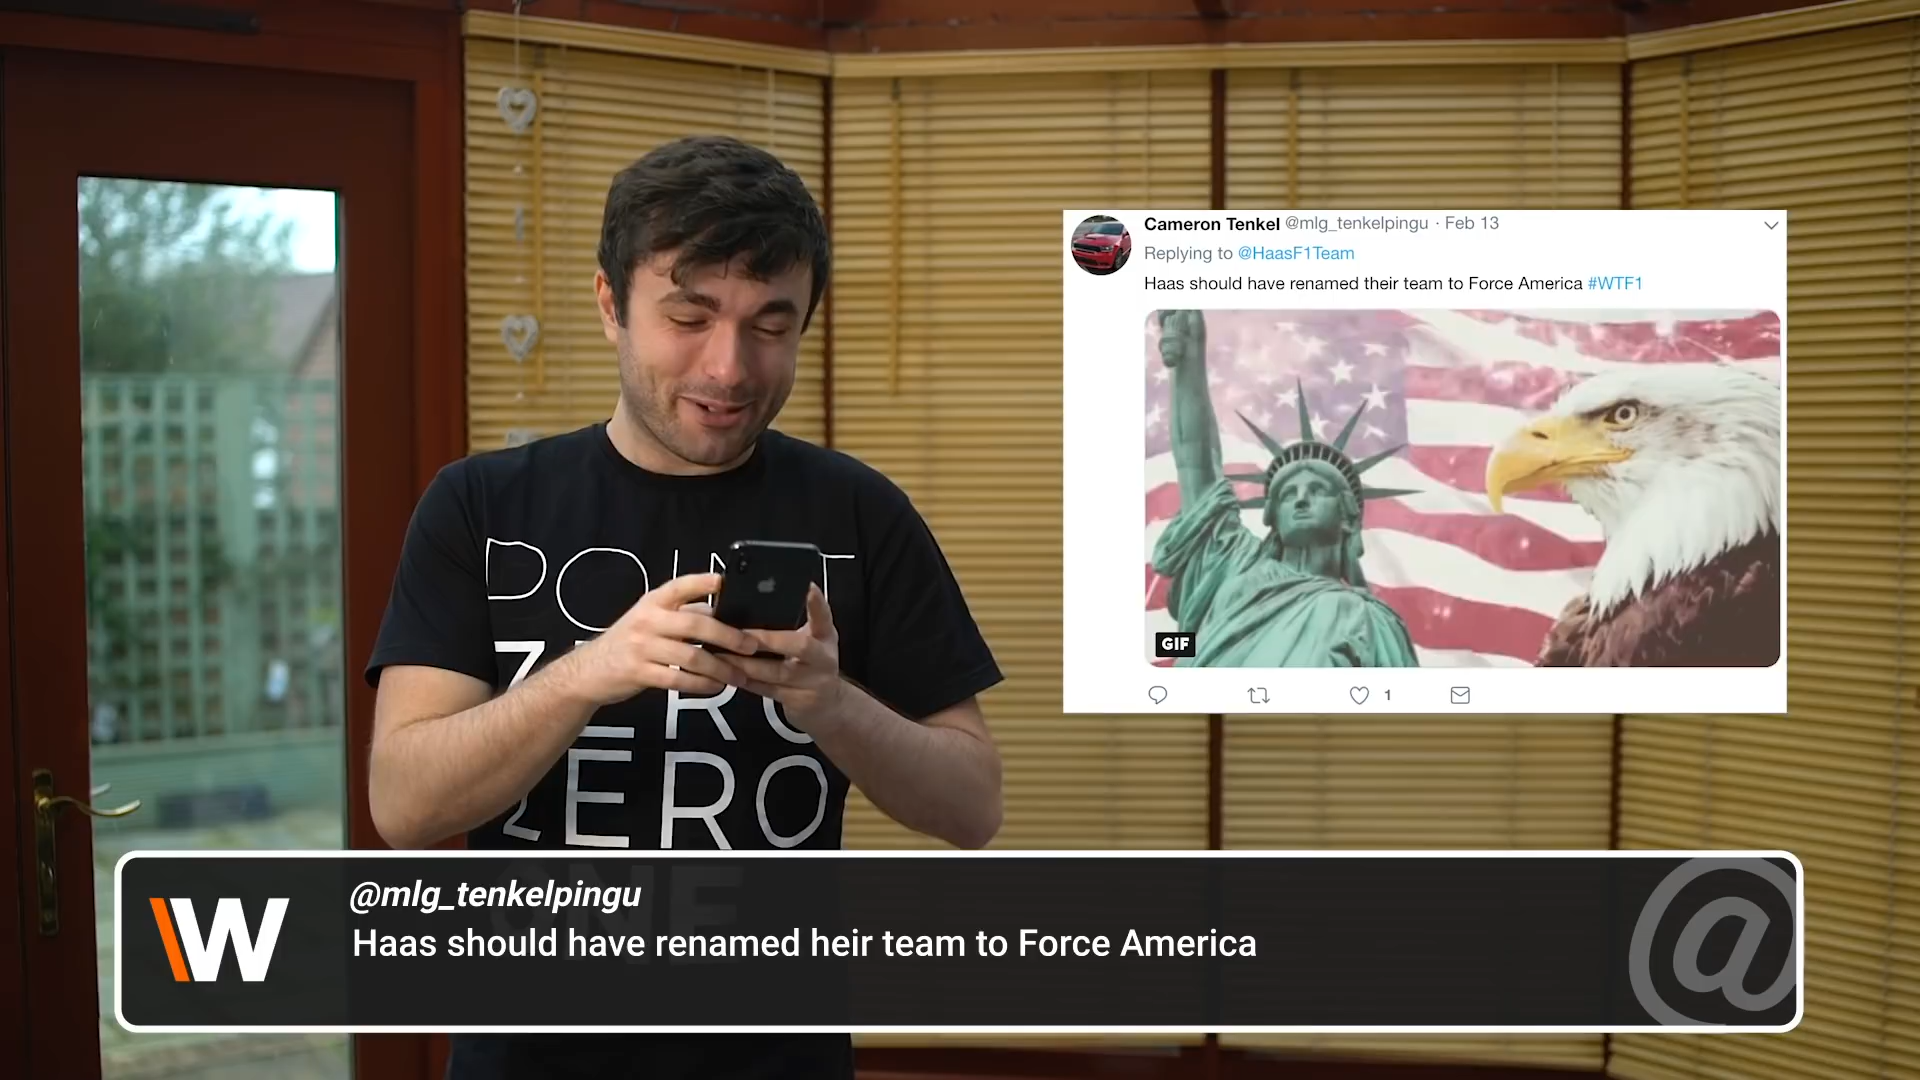 Cameron Tenkel @mlg_tenkelpingu · Feb 13
Replying to @HaasF1Team
Haas should have renamed their team to Force America #WTF1
GIF
1
POINT
ZERO
ZERO
ONE
W
@mlg_tenkelpingu
Haas should have renamed heir team to Force America
@